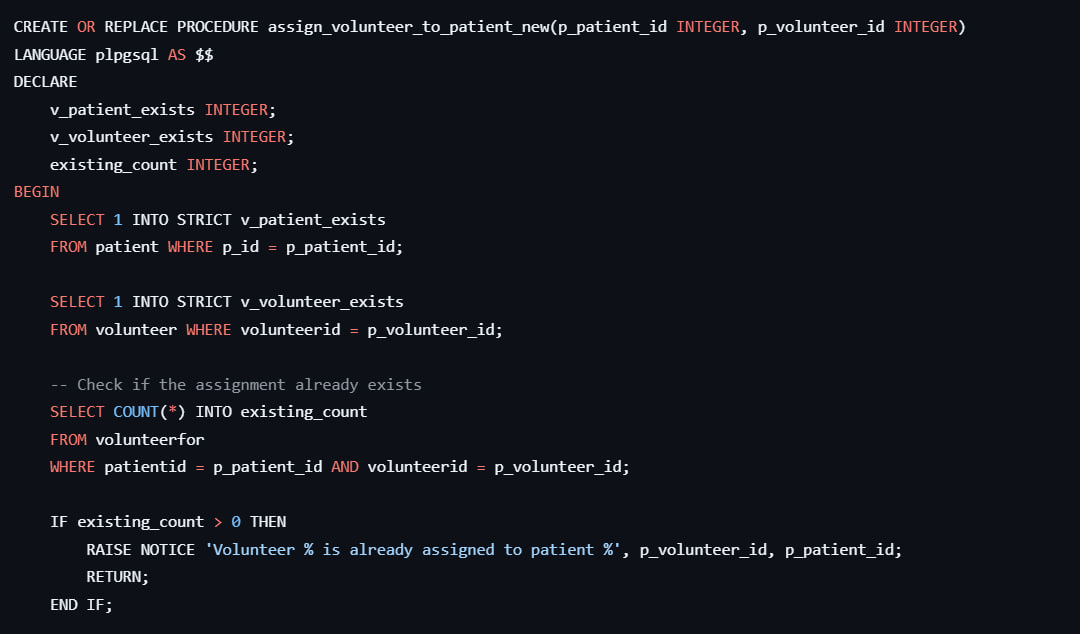 CREATE OR REPLACE PROCEDURE assign_volunteer_to_patient_new(p_patient_id INTEGER, p_volunteer_id INTEGER)
LANGUAGE plpgsql AS $$
DECLARE
    v_patient_exists INTEGER;
    v_volunteer_exists INTEGER;
    existing_count INTEGER;
BEGIN
    SELECT 1 INTO STRICT v_patient_exists
    FROM patient WHERE p_id = p_patient_id;

    SELECT 1 INTO STRICT v_volunteer_exists
    FROM volunteer WHERE volunteerid = p_volunteer_id;

    -- Check if the assignment already exists
    SELECT COUNT(*) INTO existing_count
    FROM volunteerfor
    WHERE patientid = p_patient_id AND volunteerid = p_volunteer_id;

    IF existing_count > 0 THEN
        RAISE NOTICE 'Volunteer % is already assigned to patient %', p_volunteer_id, p_patient_id;
        RETURN;
    END IF;